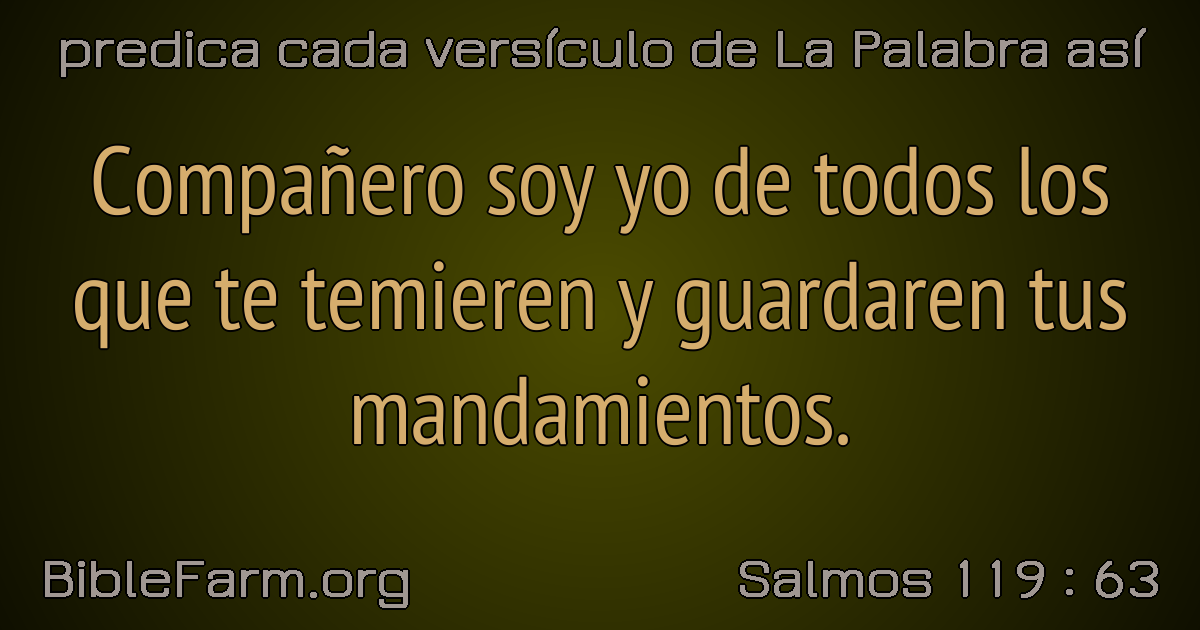 predica cada versículo de La Palabra así
Compañero soy yo de todos los
que te temieren y guardaren tus
mandamientos.
BibleFarm.org
Salmos 119 : 63